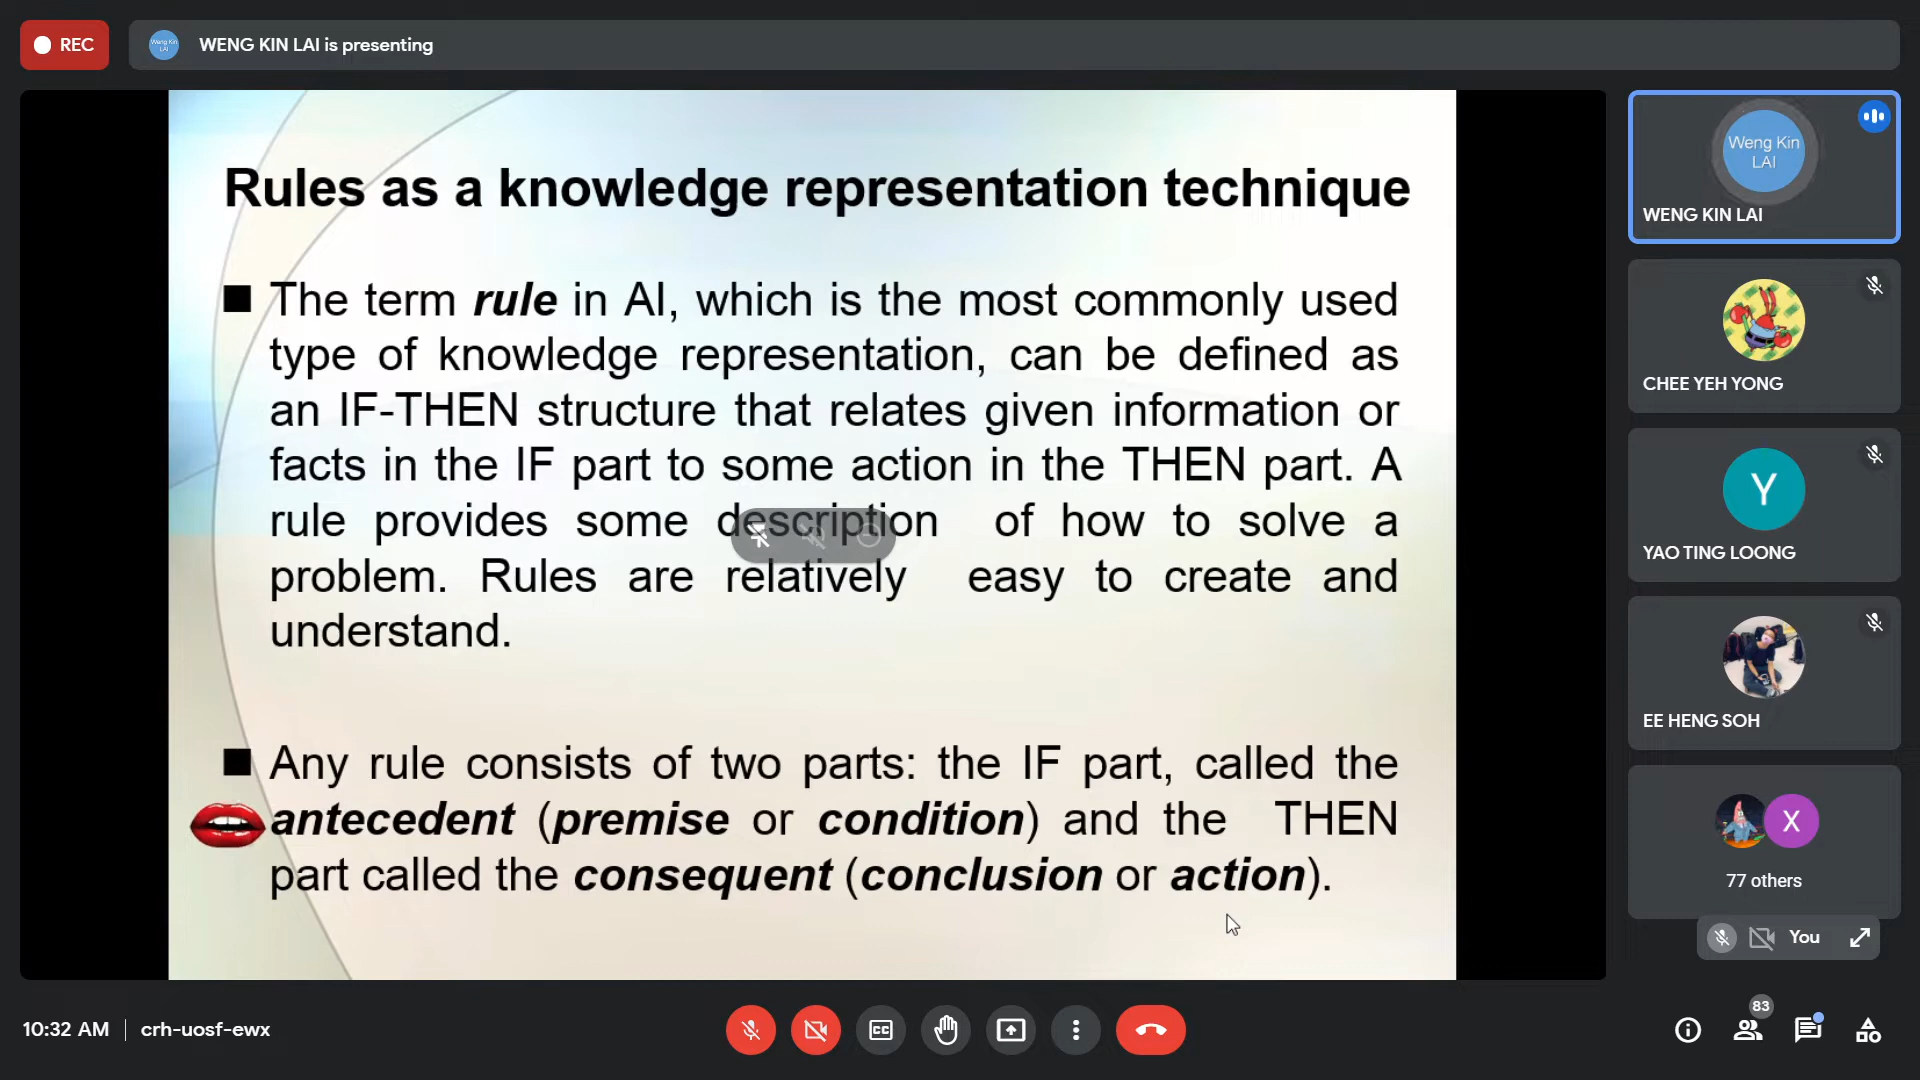 REC
Weng Kin
LAI
WENG KIN LAI is presenting
Rules as a knowledge representation technique
The term rule in AI, which is the most commonly used
type of knowledge representation, can be defined as
an IF-THEN structure that relates given information or
facts in the IF part to some action in the THEN part. A
rule provides some description of how to solve a
problem. Rules are relatively easy to create and
understand.
Any rule consists of two parts: the IF part, called the
antecedent (premise or condition) and the THEN
part called the consequent (conclusion or action).
Weng Kin
LAI
WENG KIN LAI
CHEE YEH YONG
Y
YAO TING LOONG
EE HENG SOH
X
77 others
You
10:32 AM
crh-uosf-ewx
CC
83